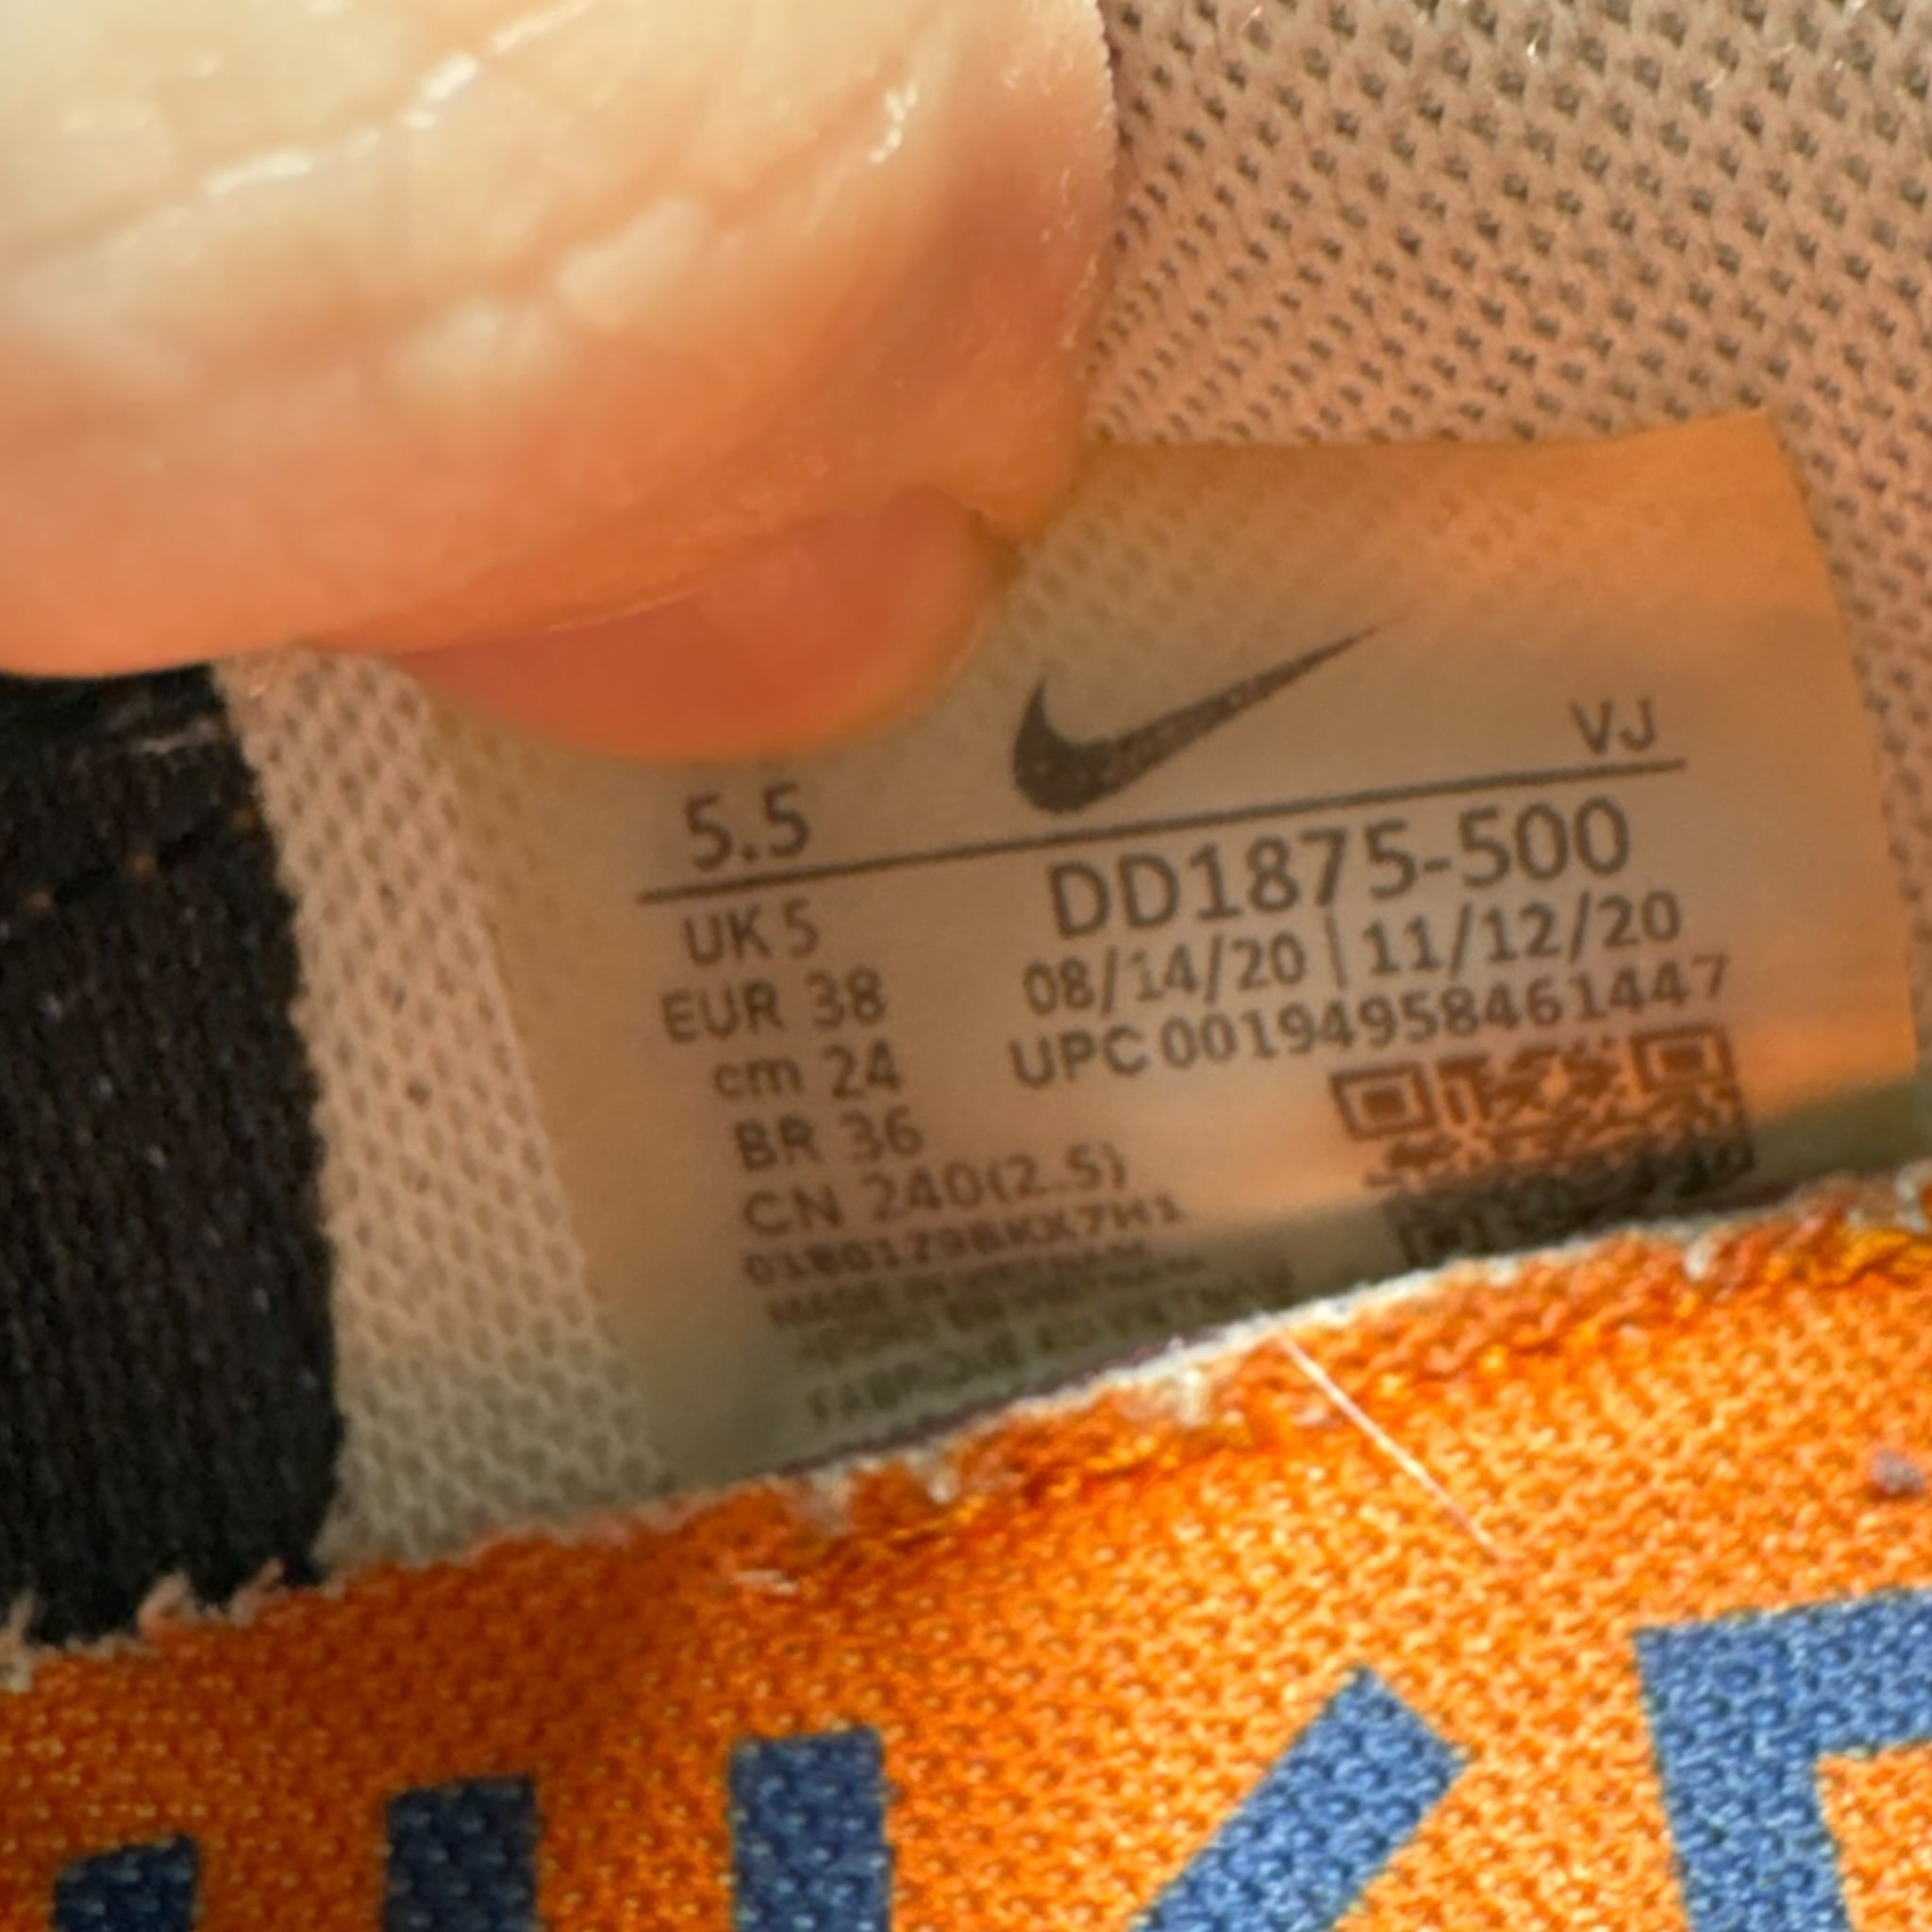 VJ
5.5
DD1875-500
UK 5
08/14/20 | 11/12/20
EUR 38
UPC 00194958461447
cm 24
BR 36
CN 240(2.5)